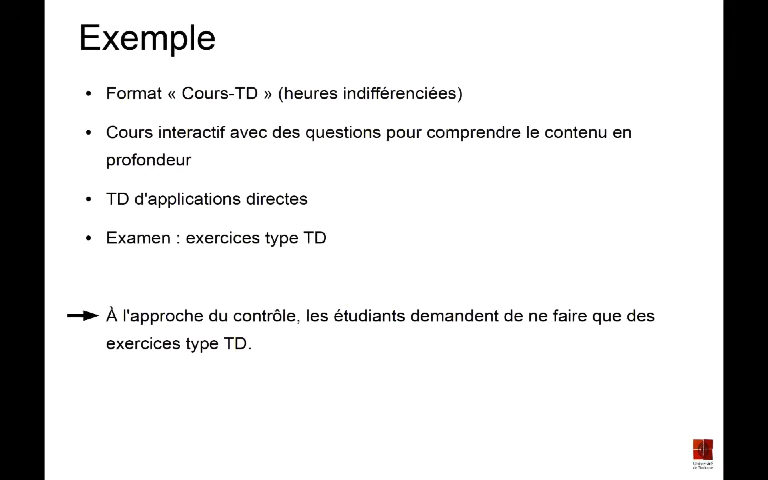 Exemple
• Format « Cours-TD » (heures indifférenciées)
• Cours interactif avec des questions pour comprendre le contenu en
profondeur
• TD d'applications directes
• Examen : exercices type TD
À l'approche du contrôle, les étudiants demandent de ne faire que des
exercices type TD.